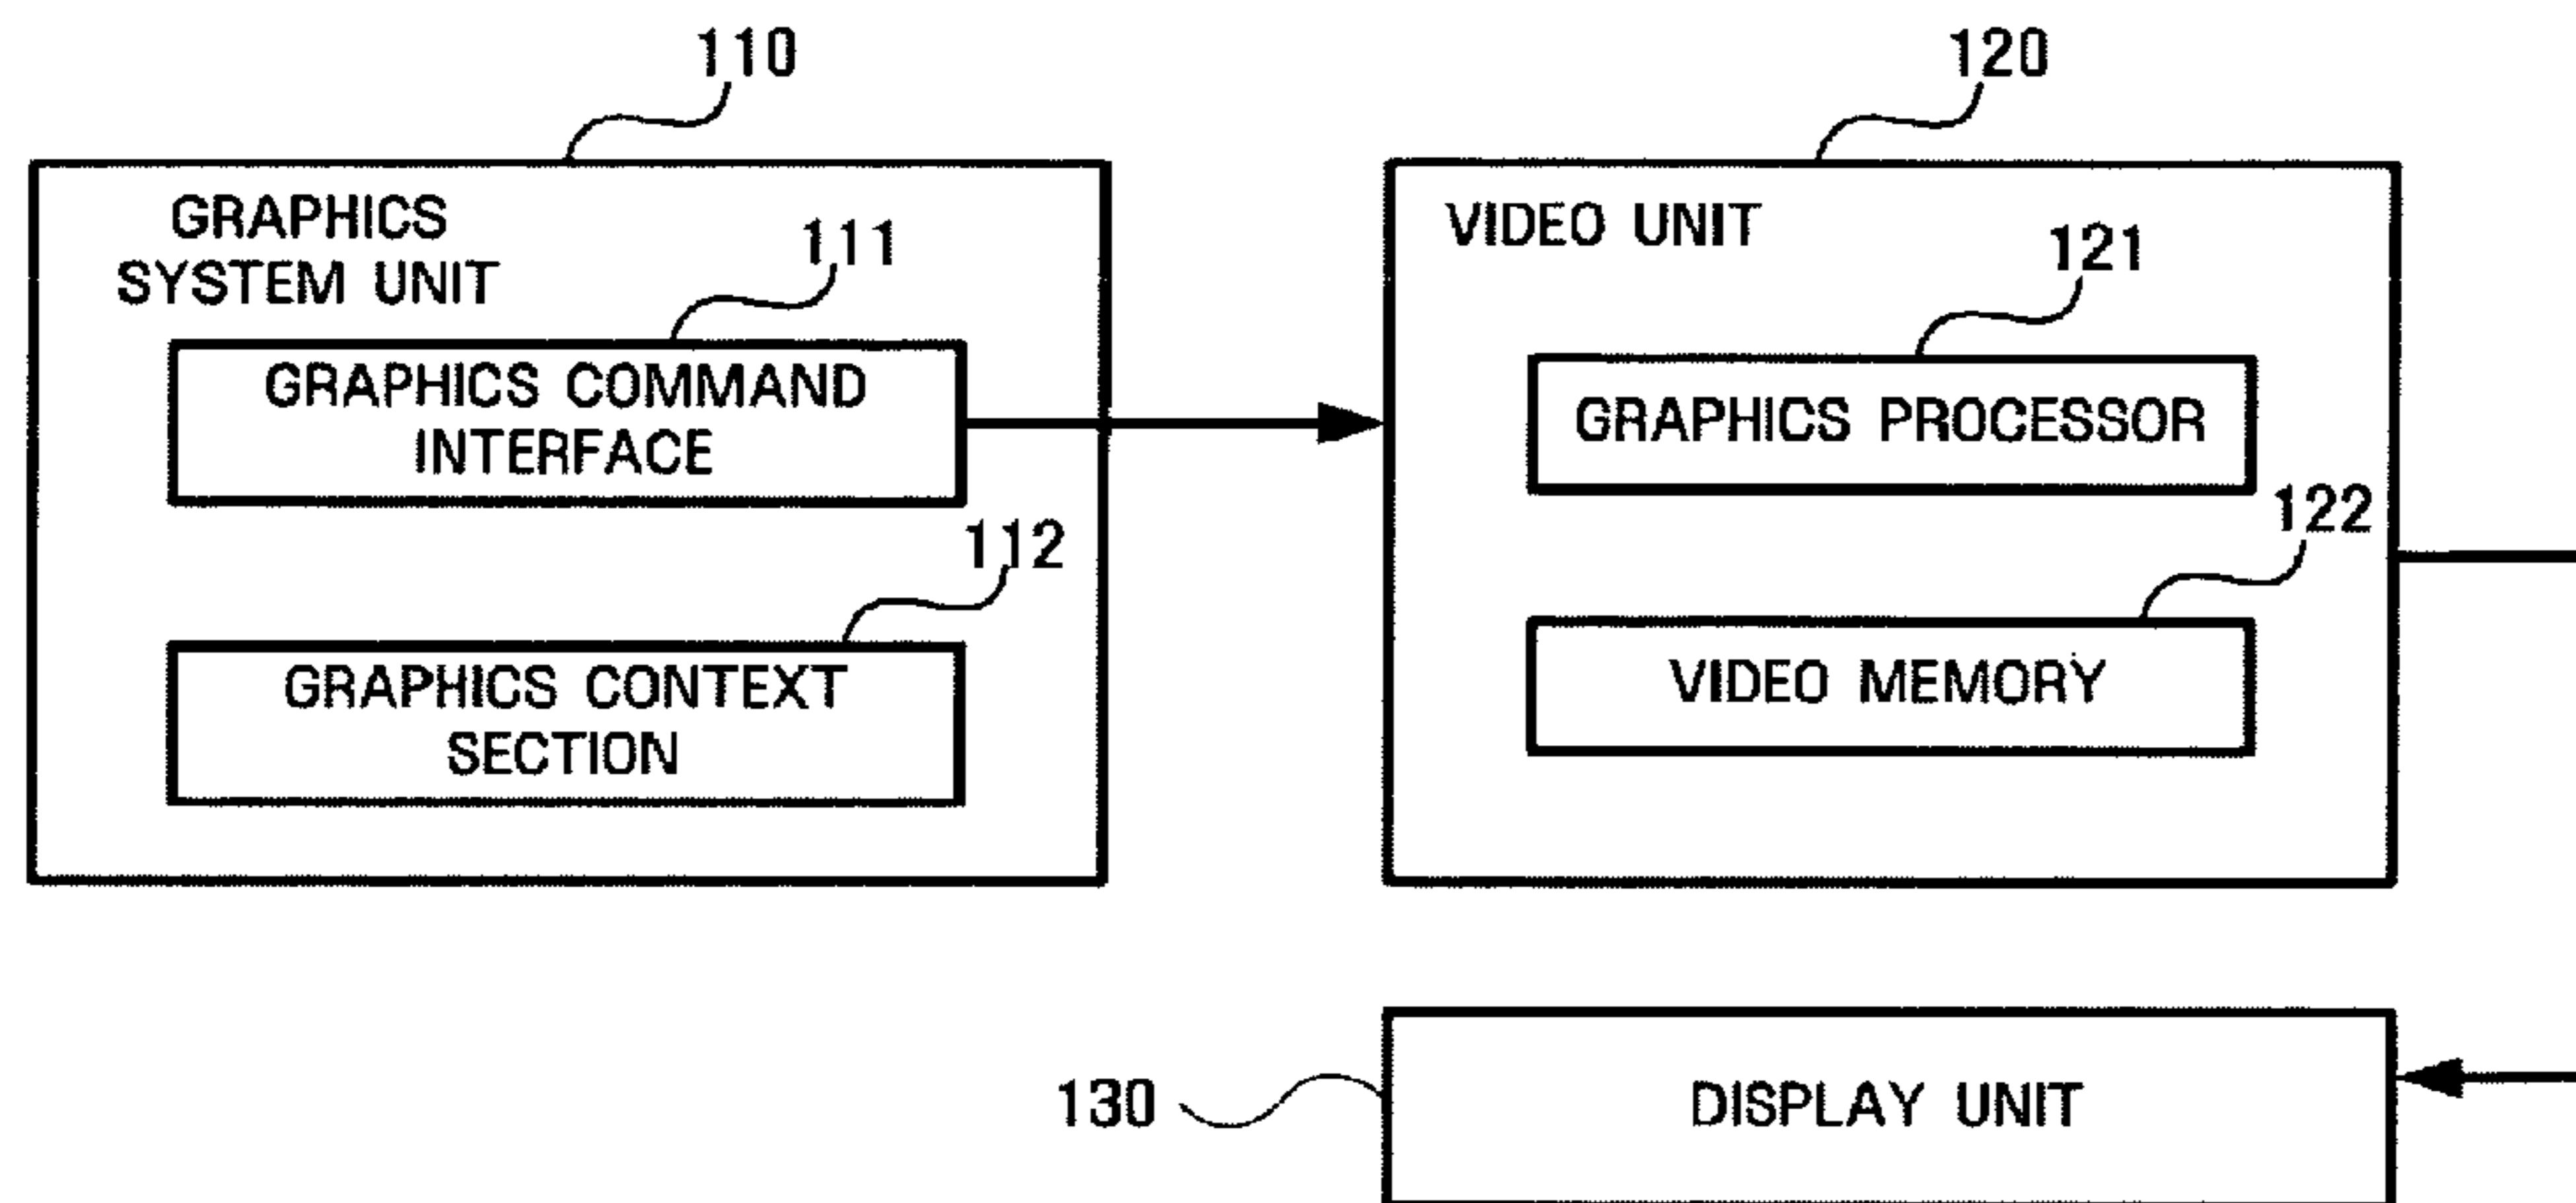 110
120
GRAPHICS
SYSTEM UNIT
111
GRAPHICS COMMAND
INTERFACE
112
GRAPHICS CONTEXT
SECTION
VIDEO UNIT
121
GRAPHICS PROCESSOR
122
VIDEO MEMORY
130
DISPLAY UNIT